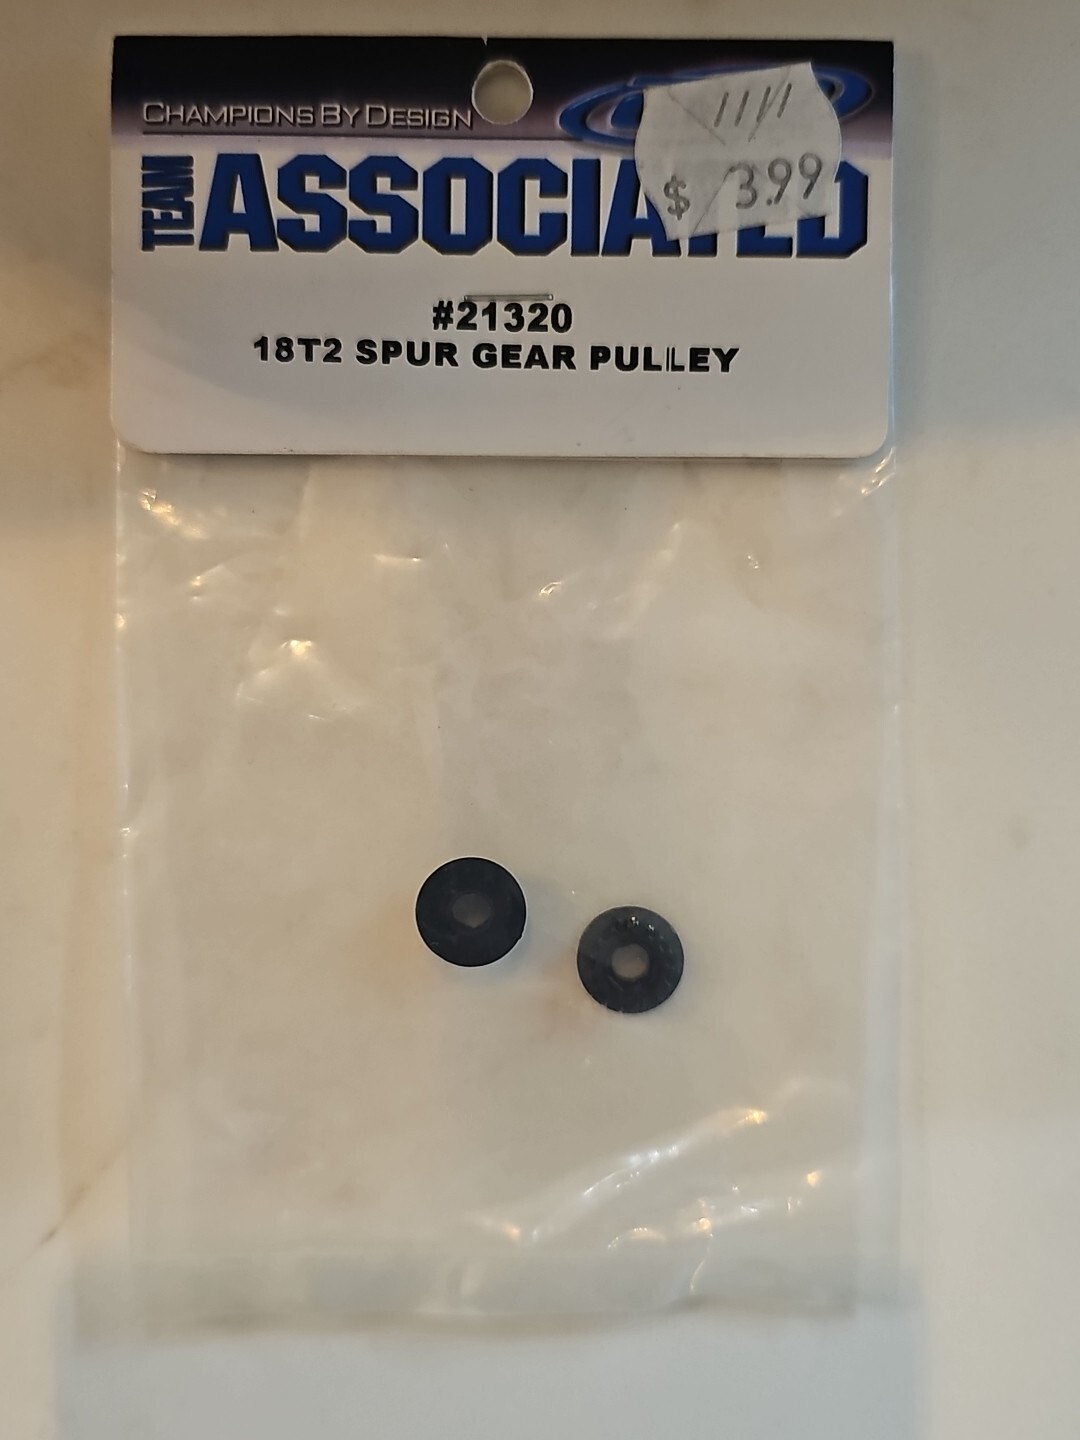 CHAMPIONS BY DESIGN
11/1
$ 3.99
TEAM ASSOCIATED
#21320
18T2 SPUR GEAR PULLEY